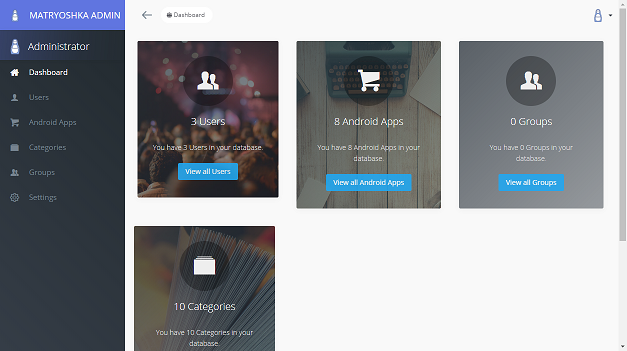 MATRYOSHKA ADMIN
Dashboard
Administrator
Dashboard
Users
Android Apps
Categories
Groups
Settings
3 Users
You have 3 Users in your database.
View all Users
8 Android Apps
You have 8 Android Apps in your
database.
View all Android Apps
0 Groups
You have 0 Groups in your
database.
View all Groups
10 Categories
You have 10 Categories in your
database.